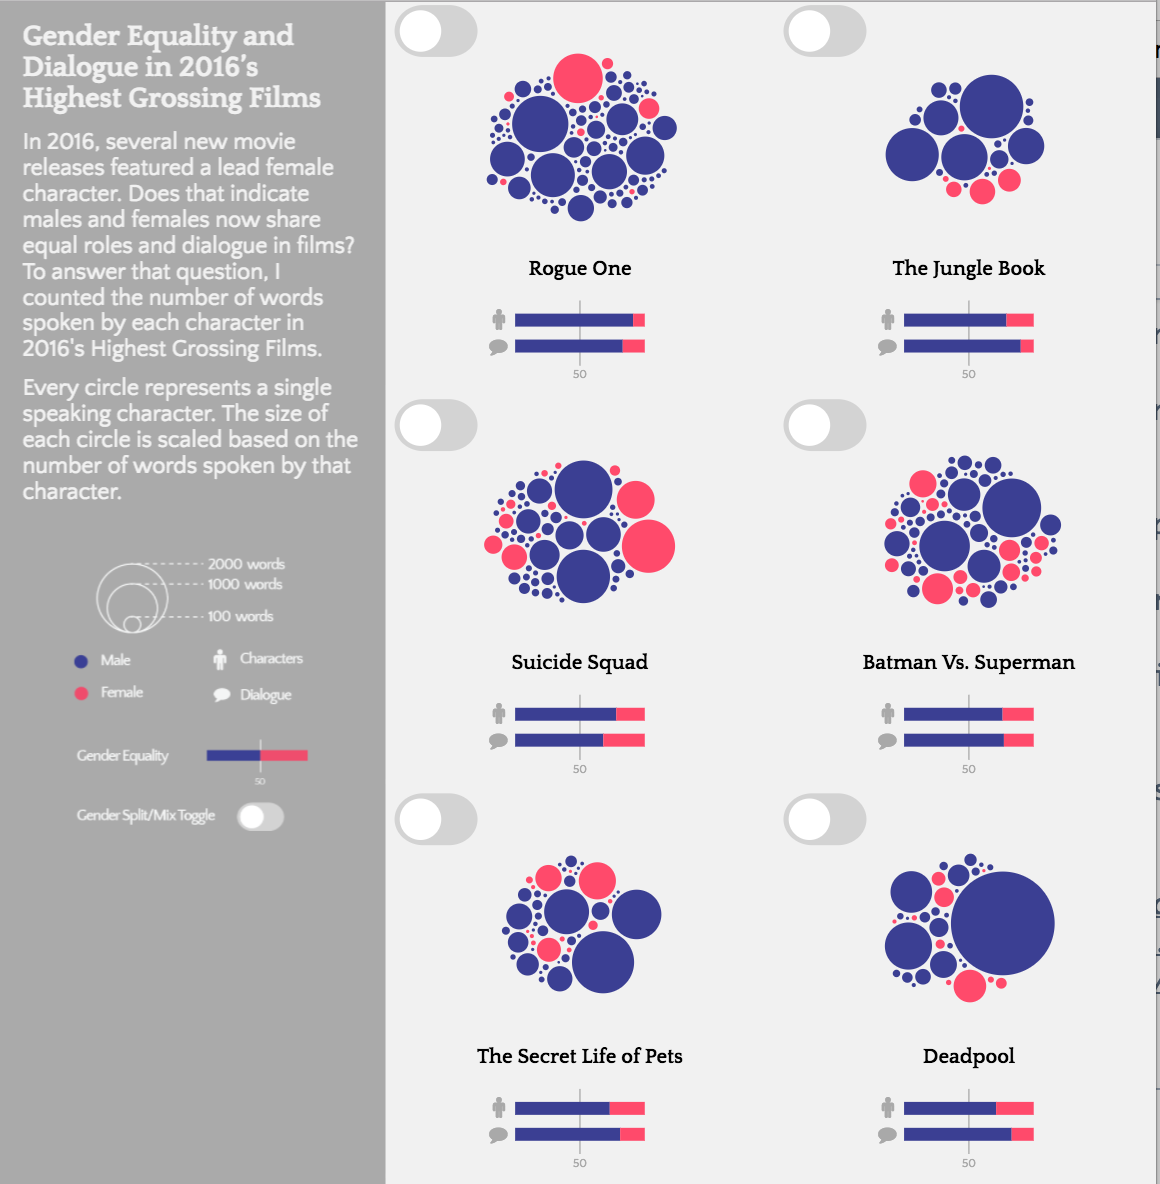 Gender Equality and
Dialogue in 2016's
Highest Grossing Films
In 2016, several new movie
releases featured a lead female
character. Does that indicate
males and females now share
equal roles and dialogue in films?
To answer that question, I
counted the number of words
spoken by each character in
2016's Highest Grossing Films.
Every circle represents a single
speaking character. The size of
each circle is scaled based on the
number of words spoken by that
character.
2000 words
1000 words
100 words
Male
Characters
Female
Dialogue
Gender Equality
50
Gender Split/Mix Toggle
Rogue One
50
The Jungle Book
50
Suicide Squad
50
Batman Vs. Superman
50
The Secret Life of Pets
50
Deadpool
50